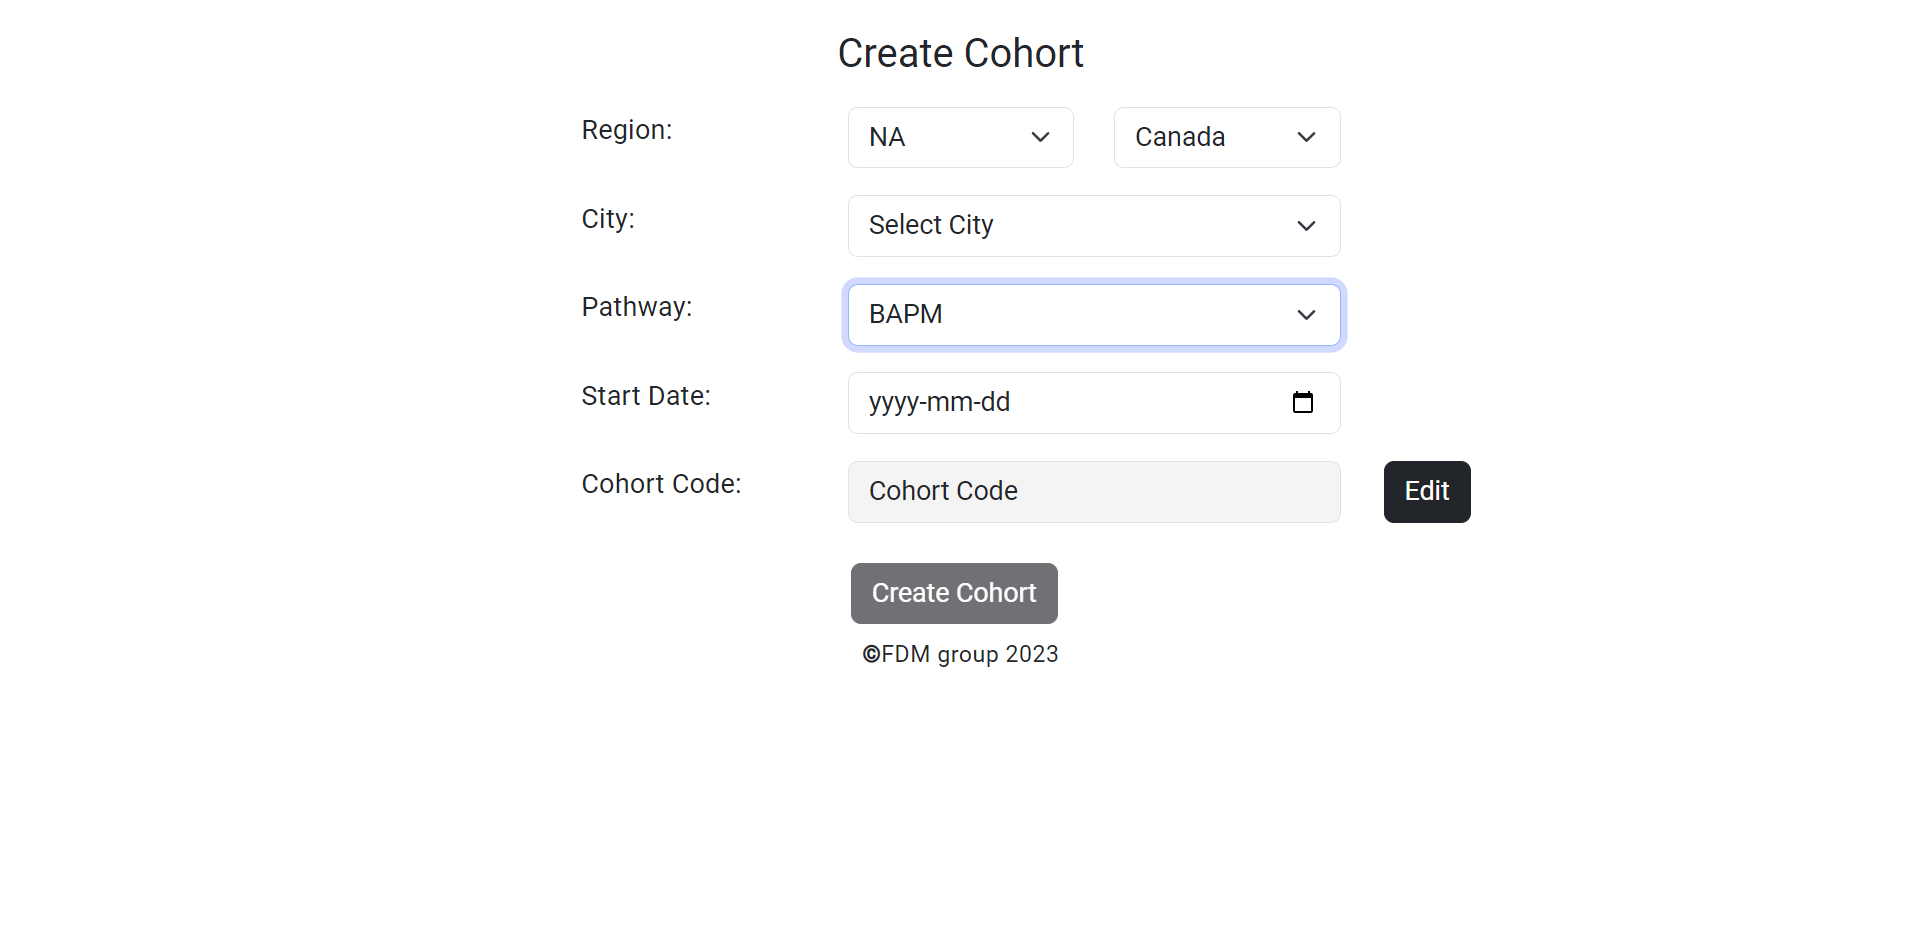 Create Cohort
Region: NA Canada
City: Select City
Pathway: BAPM
Start Date: yyyy-mm-dd
Cohort Code: Cohort Code Edit
Create Cohort
©FDM group 2023